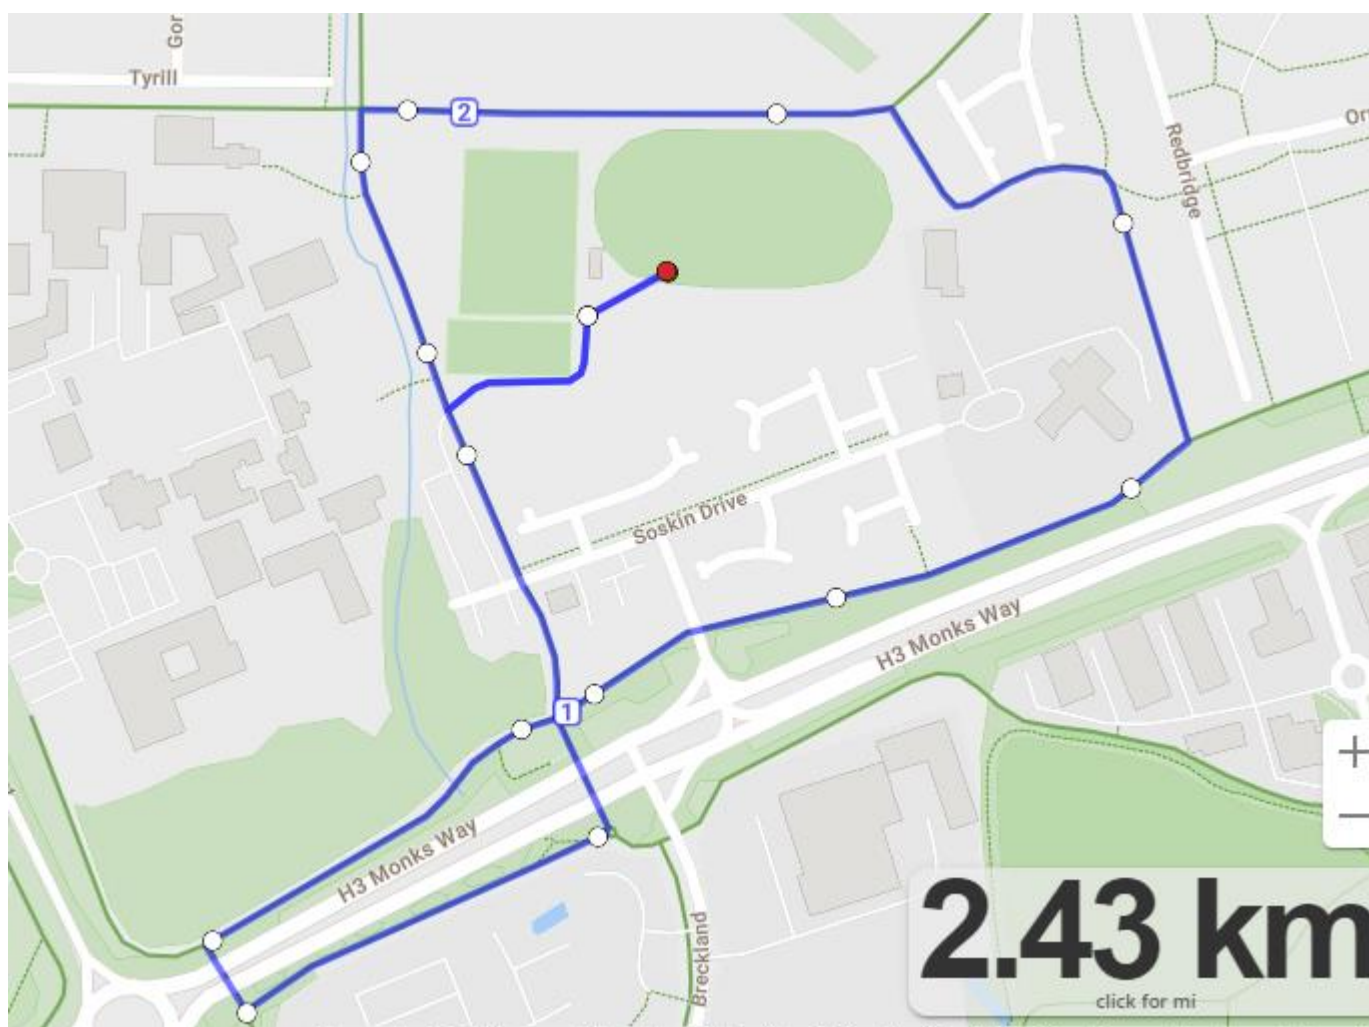 Gor
Tyrill
2
Redbridge
Or
Soskin Drive
H3 Monks Way
1
H3 Monks Way
Breckland
+
−
2.43 km
click for mi